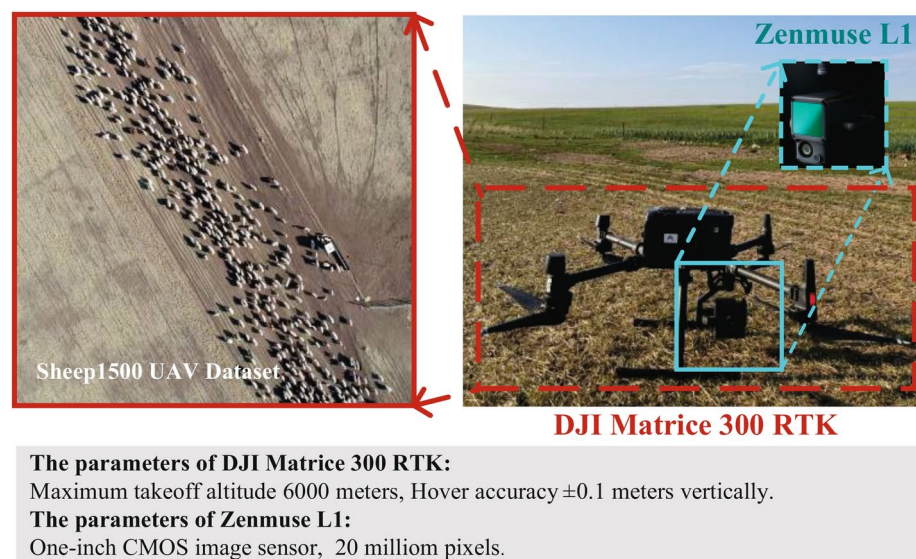 Zenmuse L1
Sheep1500 UAV Dataset
DJI Matrice 300 RTK
The parameters of DJI Matrice 300 RTK:
Maximum takeoff altitude 6000 meters, Hover accuracy ±0.1 meters vertically.
The parameters of Zenmuse L1:
One-inch CMOS image sensor, 20 milliom pixels.